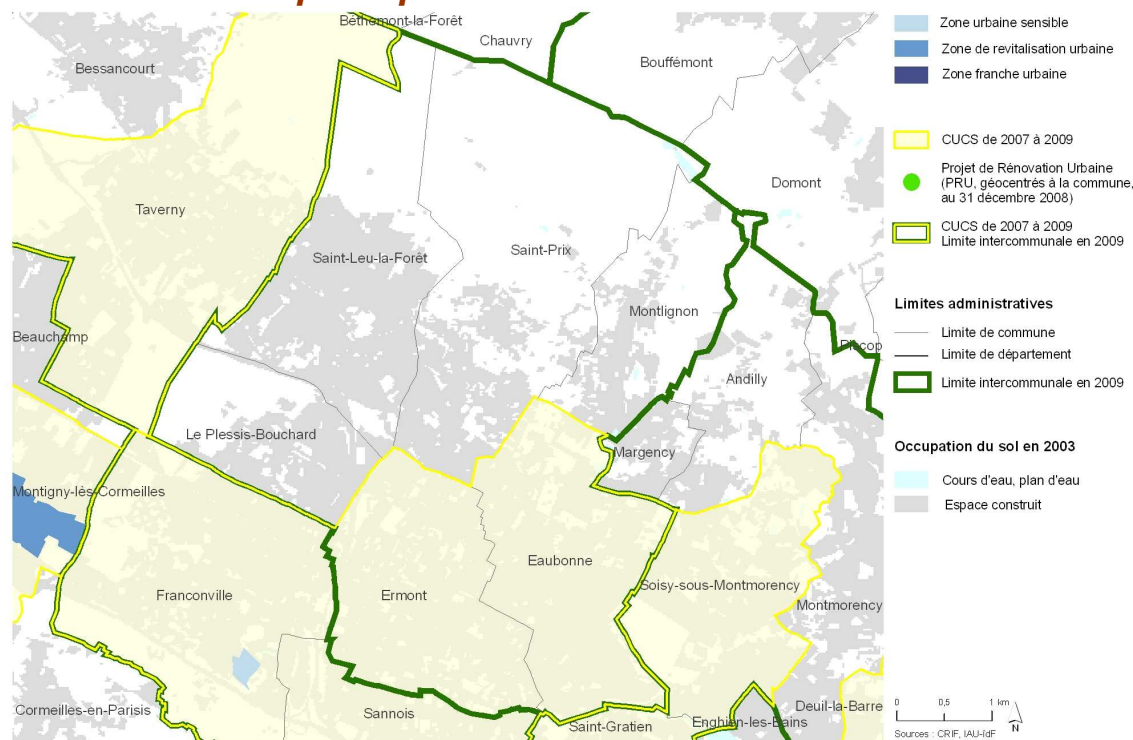 Béthemont-la-Forêt
Chauvry
Bessancourt
Bouffémont
Domont
Taverny
Saint-Leu-la-Forêt
Saint-Prix
Montlignon
Beauchamp
Piscop
Andilly
Le Plessis-Bouchard
Margency
Montigny-lès-Cormeilles
Eaubonne
Franconville
Ermont
Soisy-sous-Montmorency
Montmorency
Cormeilles-en-Parisis
Sannois
Saint-Gratien
Enghien-les-Bains
Deuil-la-Barre
Zone urbaine sensible
Zone de revitalisation urbaine
Zone franche urbaine
CUCS de 2007 à 2009
Projet de Rénovation Urbaine
(PRU, géocentrés à la commune,
au 31 décembre 2008)
CUCS de 2007 à 2009
Limite intercommunale en 2009
Limites administratives
Limite de commune
Limite de département
Limite intercommunale en 2009
Occupation du sol en 2003
Cours d'eau, plan d'eau
Espace construit
0 0,5 1 km
N
Sources : CRIF, IAU-îdF